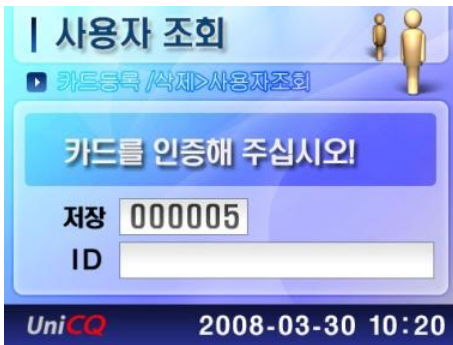 사용자 조회
카드등록 /삭제>사용자조회
카드를 인증해 주십시오!
저장 000005
ID
UniCQ 2008-03-30 10:20